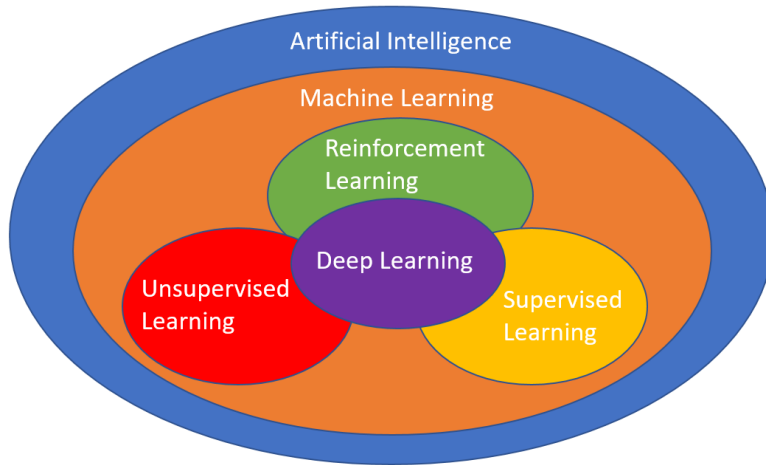 Artificial Intelligence
Machine Learning
Reinforcement
Learning
Deep Learning
Unsupervised
Learning
Supervised
Learning